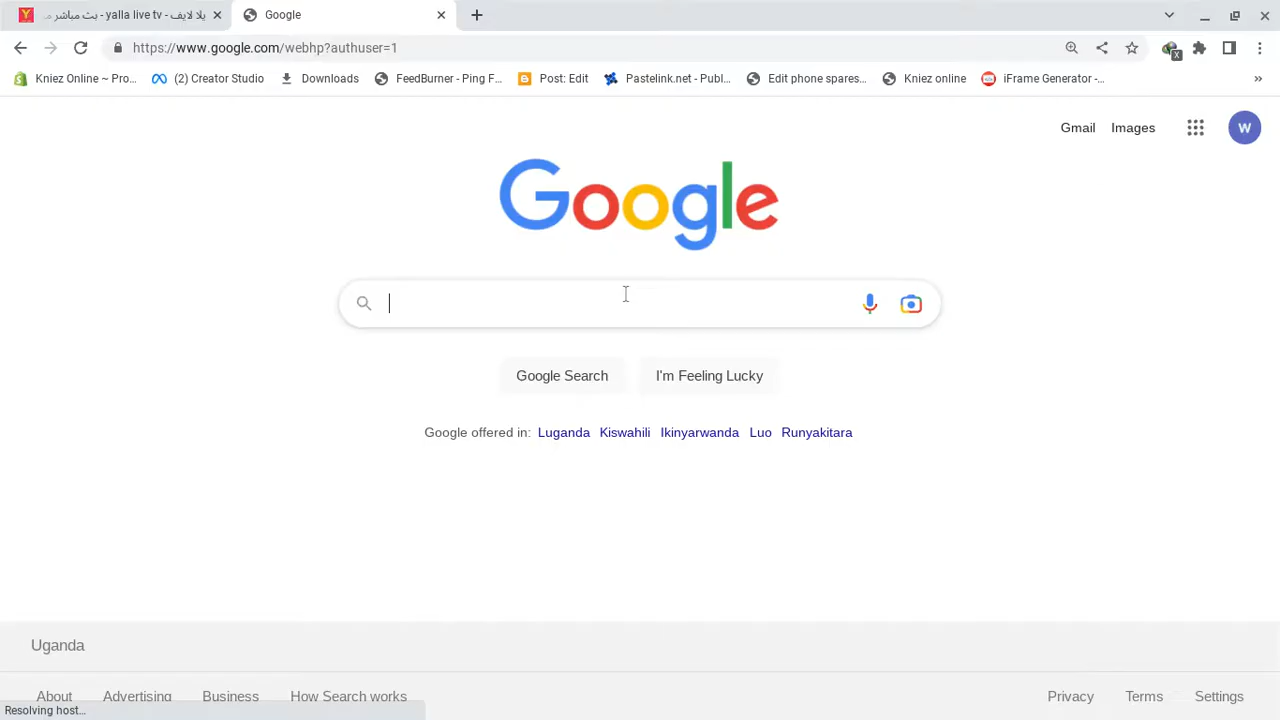 يلا لايف - yalla live tv - بث مباشر
Google
https://www.google.com/webhp?authuser=1
Kniez Online ~ Pro...
(2) Creator Studio
Downloads
FeedBurner - Ping F...
Post: Edit
Pastelink.net - Publ...
Edit phone spares...
Kniez online
iFrame Generator -...
»
X
Gmail
Images
W
Google
Google Search
I'm Feeling Lucky
Google offered in: Luganda Kiswahili Ikinyarwanda Luo Runyakitara
Uganda
About Advertising Business How Search works Privacy Terms Settings
Resolving host...